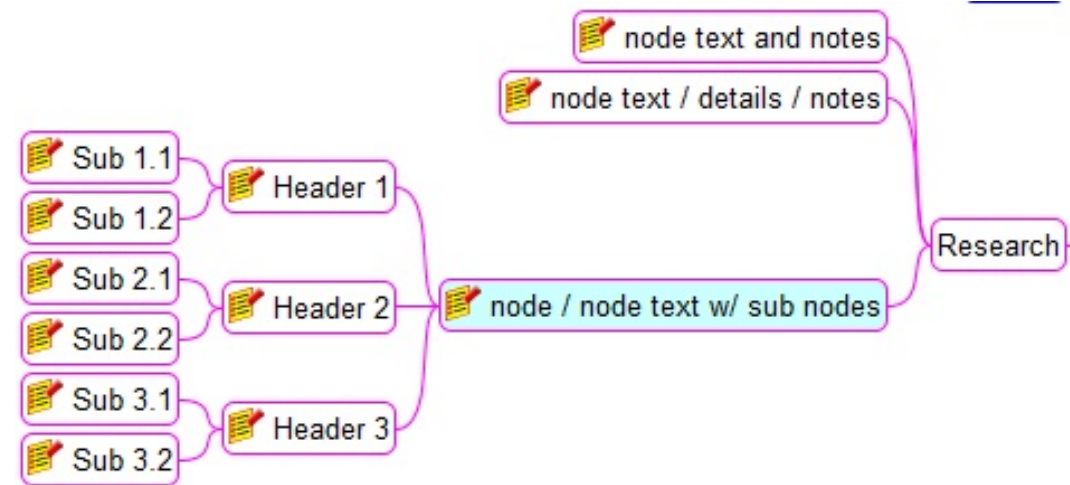 node text and notes
node text / details / notes
Sub 1.1
Header 1
Sub 1.2
Research
Sub 2.1
Header 2
node / node text w/ sub nodes
Sub 2.2
Sub 3.1
Header 3
Sub 3.2